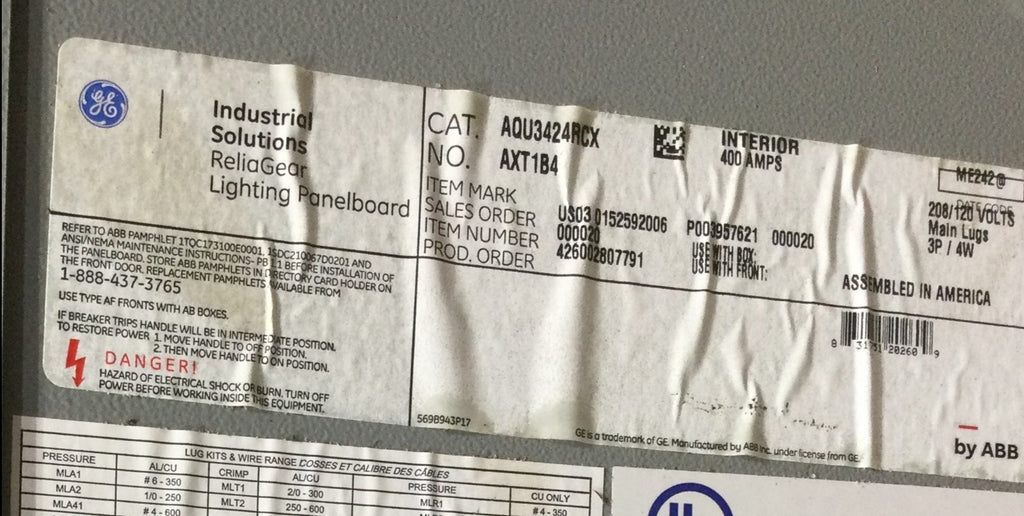 GE
Industrial
Solutions
ReliaGear
Lighting Panelboard
CAT. AQU3424RCX
NO. AXT1B4
INTERIOR
400 AMPS
ME242@
DATE CODE
208/120 VOLTS
Main Lugs
3P / 4W
ITEM MARK
SALES ORDER US03 0152592006 PO03957621 000020
ITEM NUMBER 000020
PROD. ORDER 426002807791
USE WITH BOX:
USE WITH FRONT:
ASSEMBLED IN AMERICA
8 31 20260 9
REFER TO ABB PAMPHLET 1TQC173100E0001, 1SDC210067D0201 AND
ANSI/NEMA MAINTENANCE INSTRUCTIONS-PB 1.1 BEFORE INSTALLATION OF
THE PANELBOARD. STORE ABB PAMPHLETS IN DIRECTORY CARD HOLDER ON
THE FRONT DOOR. REPLACEMENT PAMPHLETS AVAILABLE FROM
1-888-437-3765
USE TYPE AF FRONTS WITH AB BOXES.
IF BREAKER TRIPS HANDLE WILL BE IN INTERMEDIATE POSITION.
TO RESTORE POWER 1. MOVE HANDLE TO OFF POSITION.
2. THEN MOVE HANDLE TO ON POSITION.
DANGER!
HAZARD OF ELECTRICAL SHOCK OR BURN. TURN OFF
POWER BEFORE WORKING INSIDE THIS EQUIPMENT.
569B943P17
GE is a trademark of GE. Manufactured by ABB Inc. under license from GE.
by ABB
LUG KITS & WIRE RANGE COSSES ET CALIBRE DES CÂBLES
PRESSURE AL/CU CRIMP AL/CU PRESSURE CU ONLY
MLA1 #6 - 350 MLT1 2/0 - 300 MLR1 #4 - 350
MLA2 1/0 - 250 MLT2 250 - 600
MLA41 #4 - 600